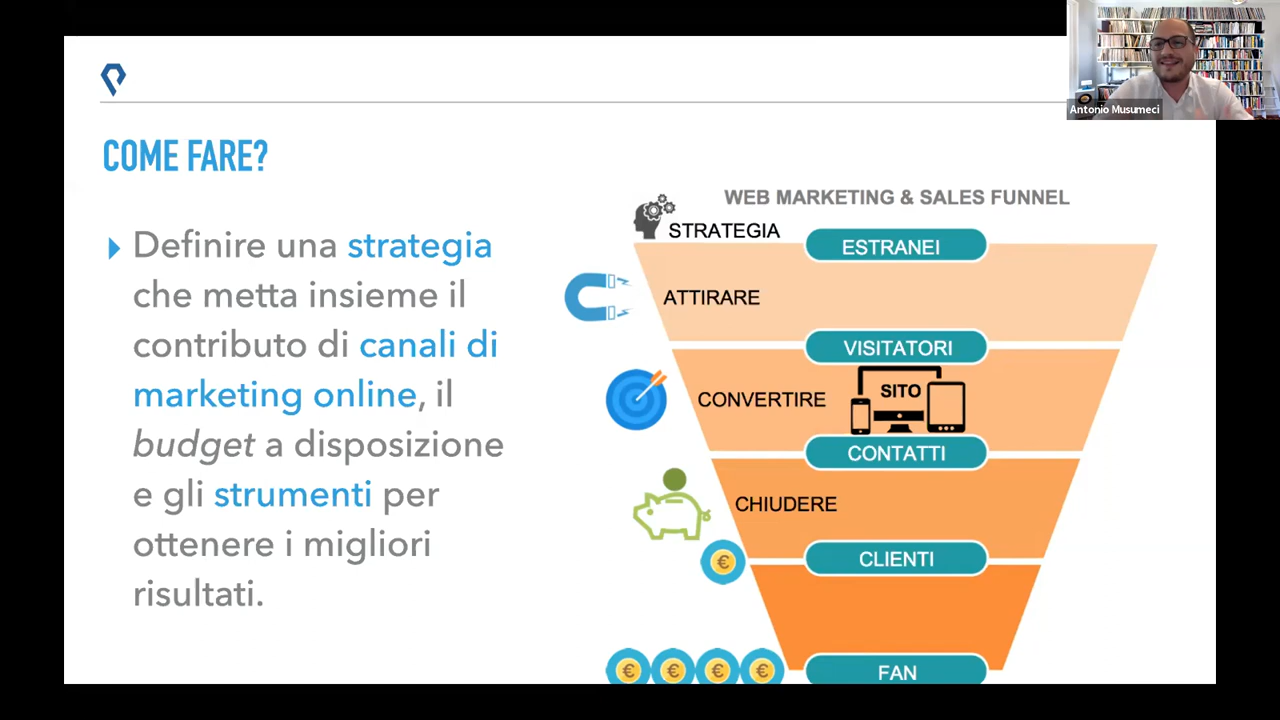 Antonio Musumeci
COME FARE?
Definire una strategia
che metta insieme il
contributo di canali di
marketing online, il
budget a disposizione
e gli strumenti per
ottenere i migliori
risultati.
WEB MARKETING & SALES FUNNEL
STRATEGIA
ESTRANEI
ATTIRARE
VISITATORI
CONVERTIRE
SITO
CONTATTI
CHIUDERE
CLIENTI
€
€ € € €
FAN